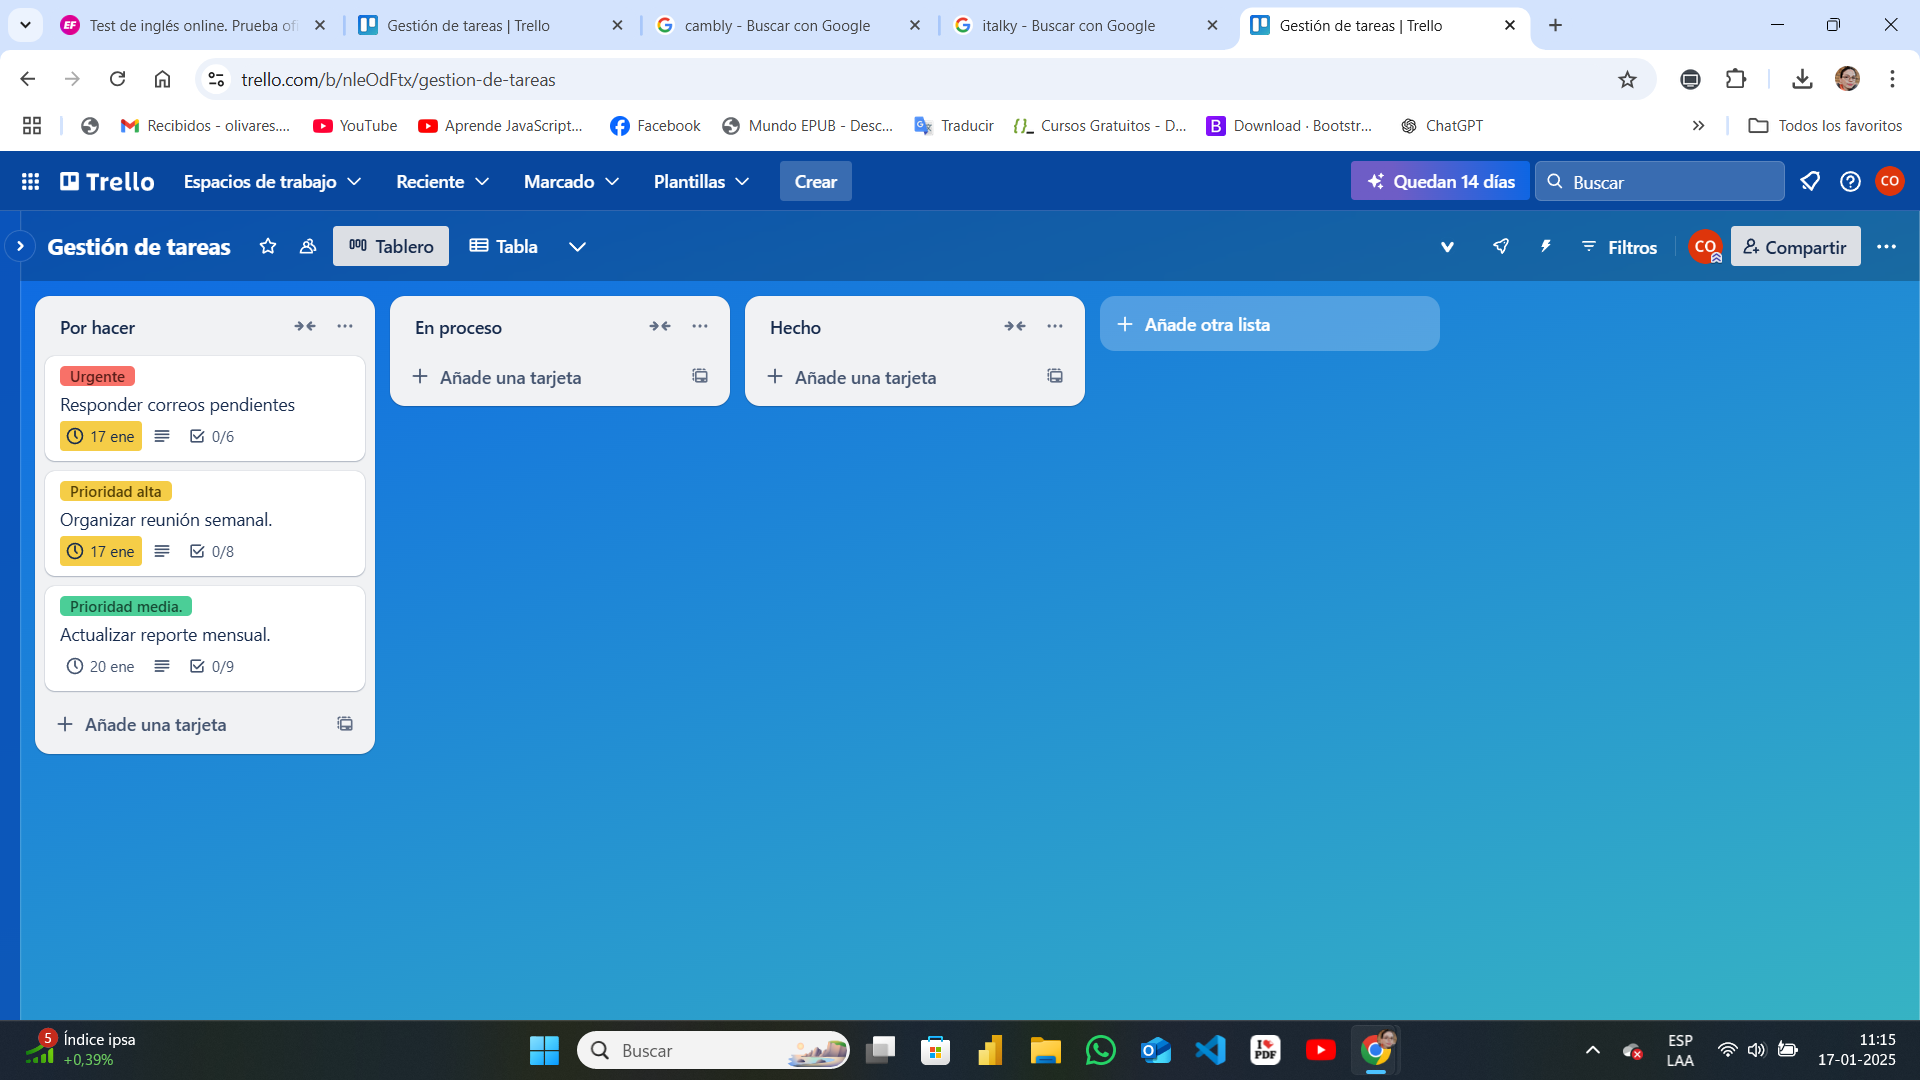 Test de inglés online. Prueba of
Gestión de tareas | Trello
cambly - Buscar con Google
italky - Buscar con Google
Gestión de tareas | Trello
trello.com/b/nleOdFtx/gestion-de-tareas
Recibidos - olivares....
YouTube
Aprende JavaScript...
Facebook
Mundo EPUB - Desc...
Traducir
Cursos Gratuitos - D...
Download · Bootstr...
ChatGPT
Todos los favoritos
Trello
Espacios de trabajo
Reciente
Marcado
Plantillas
Crear
Quedan 14 días
Buscar
CO
Gestión de tareas
Tablero
Tabla
Filtros
CO
Compartir
Por hacer
Urgente
Responder correos pendientes
17 ene
0/6
Prioridad alta
Organizar reunión semanal.
17 ene
0/8
Prioridad media.
Actualizar reporte mensual.
20 ene
0/9
Añade una tarjeta
En proceso
Añade una tarjeta
Hecho
Añade una tarjeta
Añade otra lista
5
Índice ipsa
+0,39%
Buscar
I PDF
ESP
LAA
11:15
17-01-2025